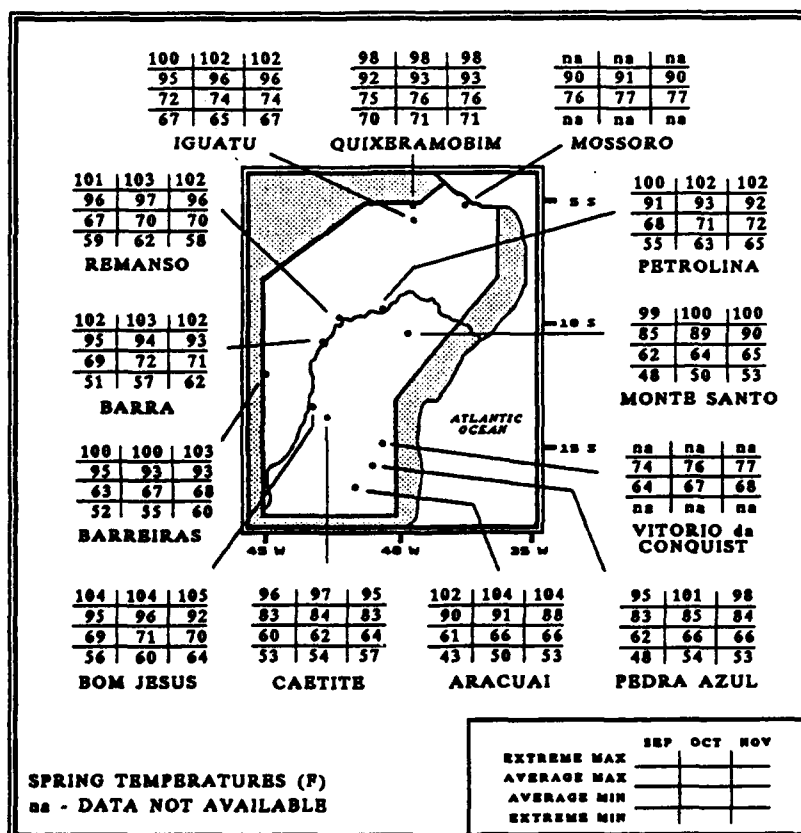 100 102 102
95 96 96
72 74 74
67 65 67
IGUATU
98 98 98
92 93 93
75 76 76
70 71 71
QUIXERAMOBIM
na na na
90 91 90
76 77 77
na na na
MOSSORO
101 103 102
96 97 96
67 70 70
59 62 58
REMANSO
5 S
100 102 102
91 93 92
68 71 72
55 63 65
PETROLINA
102 103 102
95 94 93
69 72 71
51 57 62
BARRA
10 S
99 100 100
85 89 90
62 64 65
48 50 53
MONTE SANTO
ATLANTIC
OCEAN
100 100 103
95 93 93
63 67 68
52 55 60
BARREIRAS
15 S
na na na
74 76 77
64 67 68
na na na
VITORIO da
CONQUIST
45 W 40 W 35 W
104 104 105
95 96 92
69 71 70
56 60 64
BOM JESUS
96 97 95
83 84 83
60 62 64
53 54 57
CAETITE
102 104 104
90 91 88
61 66 66
43 50 53
ARACUAI
95 101 98
83 85 84
62 66 66
48 54 53
PEDRA AZUL
SPRING TEMPERATURES (F)
na - DATA NOT AVAILABLE
SEP OCT NOV
EXTREME MAX
AVERAGE MAX
AVERAGE MIN
EXTREME MIN